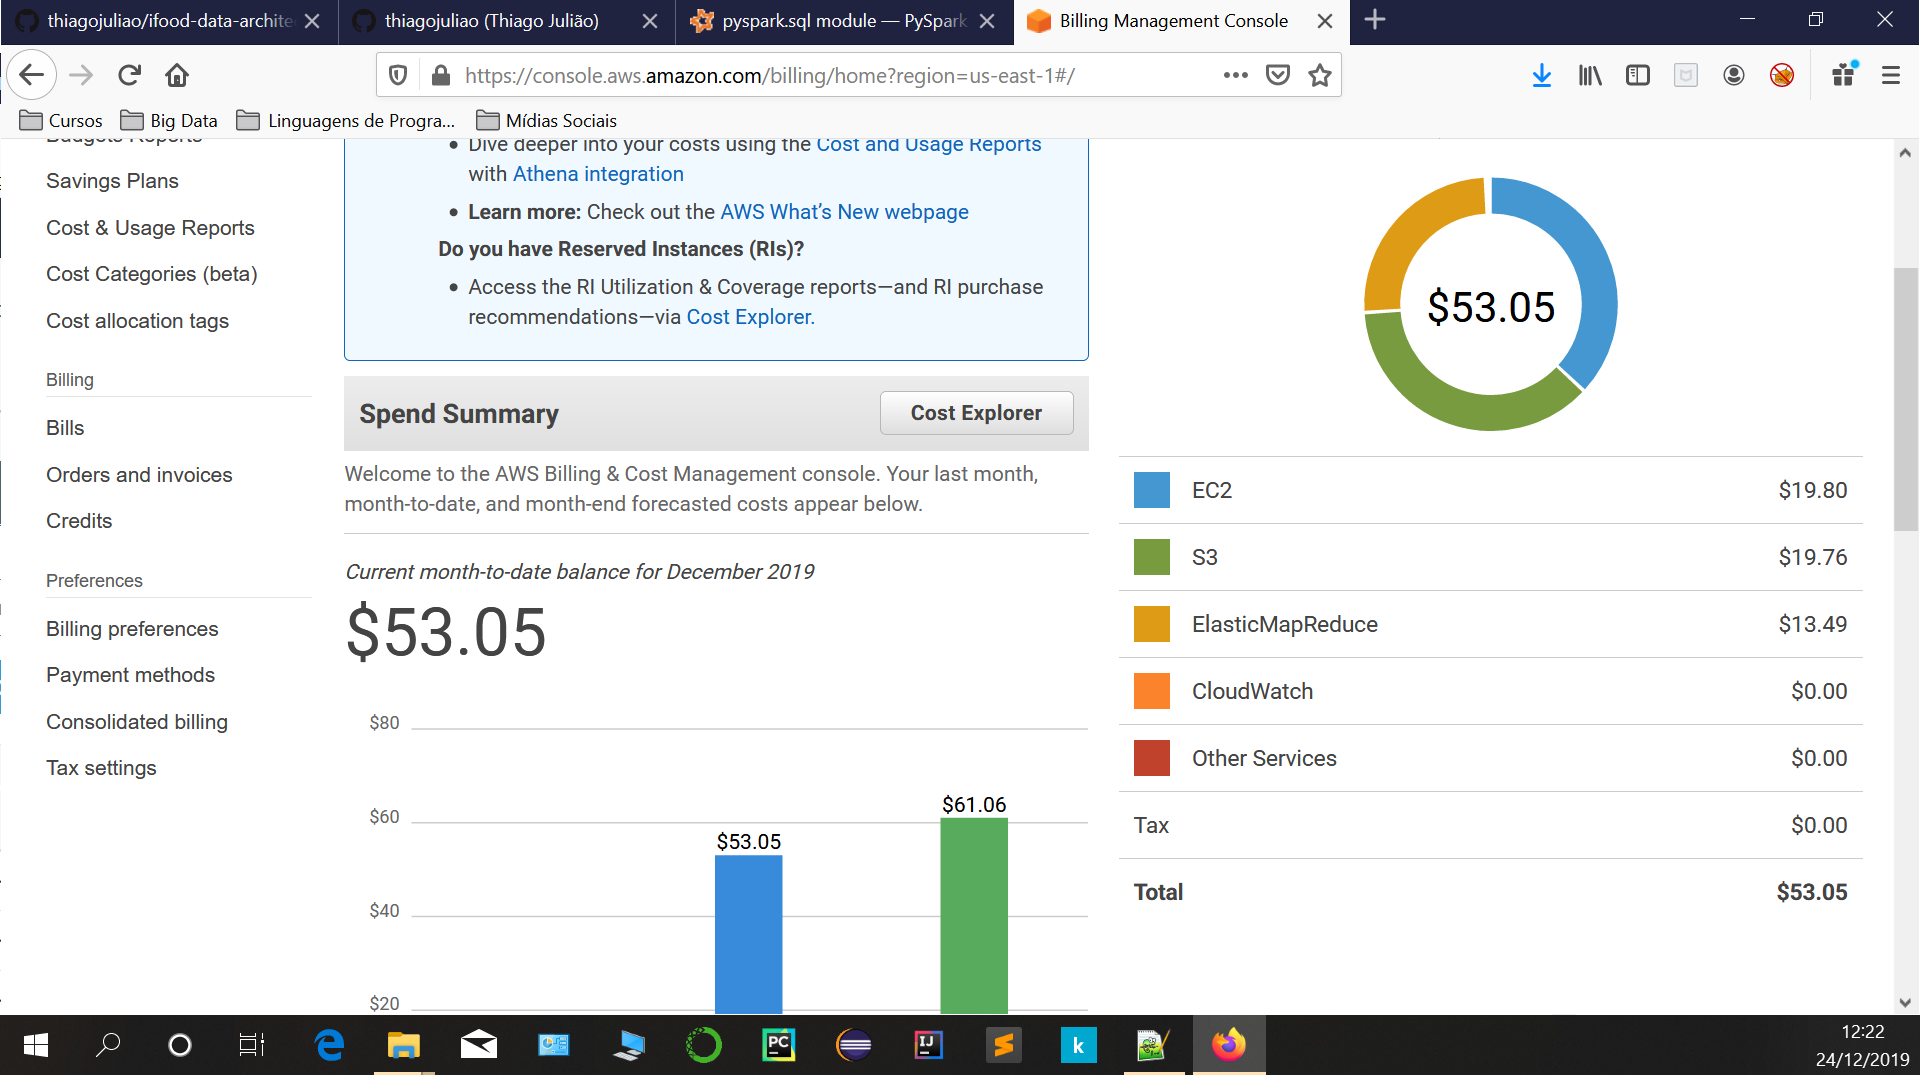 thiagojuliao/ifood-data-archite
thiagojuliao (Thiago Julião)
pyspark.sql module — PySpark
Billing Management Console
https://console.aws.amazon.com/billing/home?region=us-east-1#/
Cursos
Big Data
Linguagens de Progra...
Mídias Sociais
Budgets Reports
Savings Plans
Cost & Usage Reports
Cost Categories (beta)
Cost allocation tags
Billing
Bills
Orders and invoices
Credits
Preferences
Billing preferences
Payment methods
Consolidated billing
Tax settings
• Dive deeper into your costs using the Cost and Usage Reports
with Athena integration
• Learn more: Check out the AWS What's New webpage
Do you have Reserved Instances (RIs)?
• Access the RI Utilization & Coverage reports—and RI purchase
recommendations—via Cost Explorer.
Spend Summary
Cost Explorer
Welcome to the AWS Billing & Cost Management console. Your last month,
month-to-date, and month-end forecasted costs appear below.
Current month-to-date balance for December 2019
$53.05
$80
$60
$40
$20
$53.05
$61.06
$53.05
EC2 $19.80
S3 $19.76
ElasticMapReduce $13.49
CloudWatch $0.00
Other Services $0.00
Tax $0.00
Total $53.05
PC
IJ
k
12:22
24/12/2019